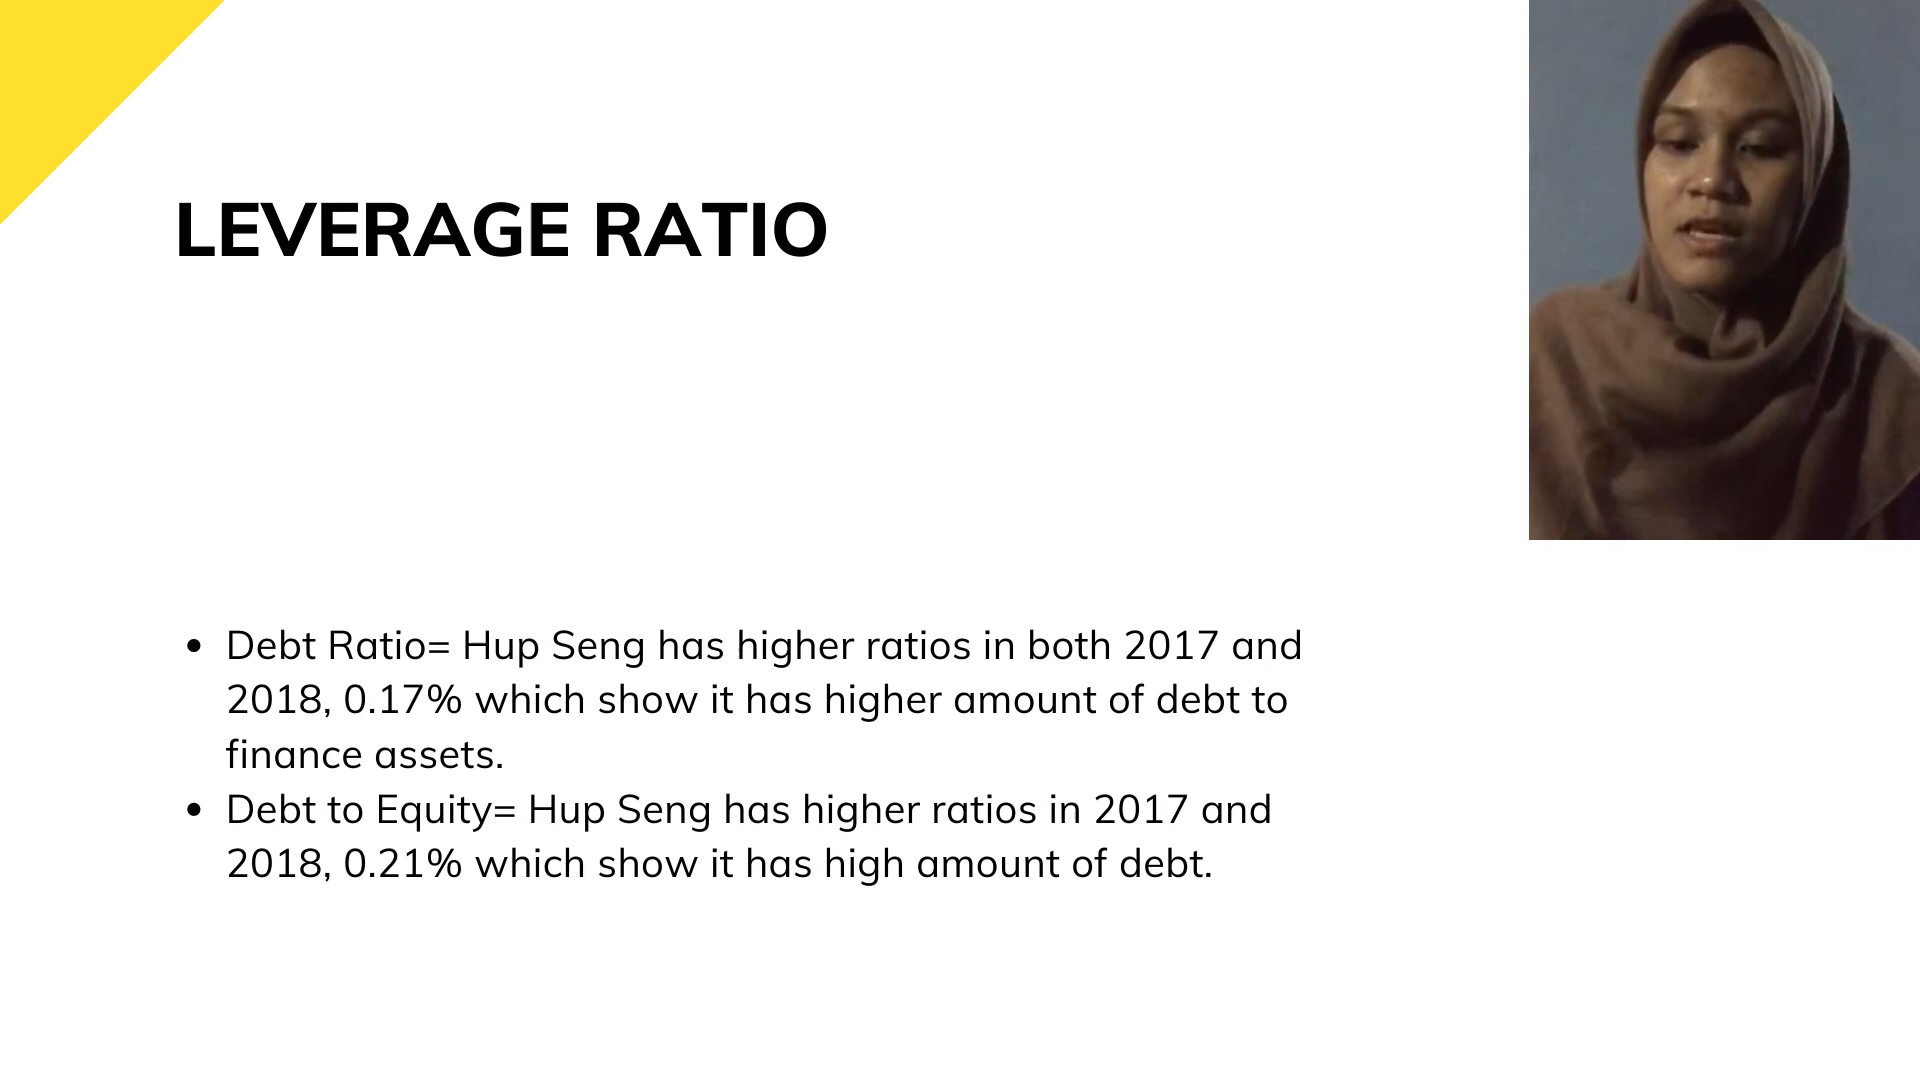 LEVERAGE RATIO
• Debt Ratio= Hup Seng has higher ratios in both 2017 and
2018, 0.17% which show it has higher amount of debt to
finance assets.
• Debt to Equity= Hup Seng has higher ratios in 2017 and
2018, 0.21% which show it has high amount of debt.